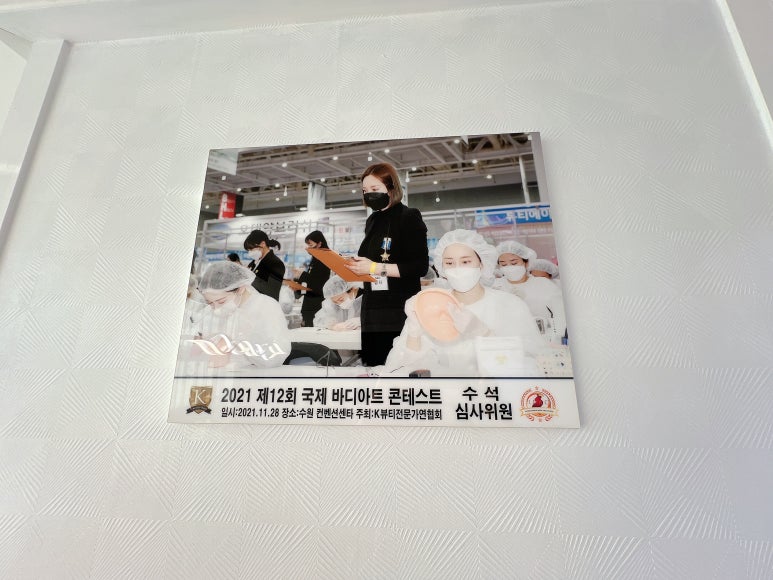 2021 제12회 국제 바디아트 콘테스트
일시:2021.11.28 장소:수원 컨벤션센타 주최:K뷰티전문가연협회
수 석
심사위원
K